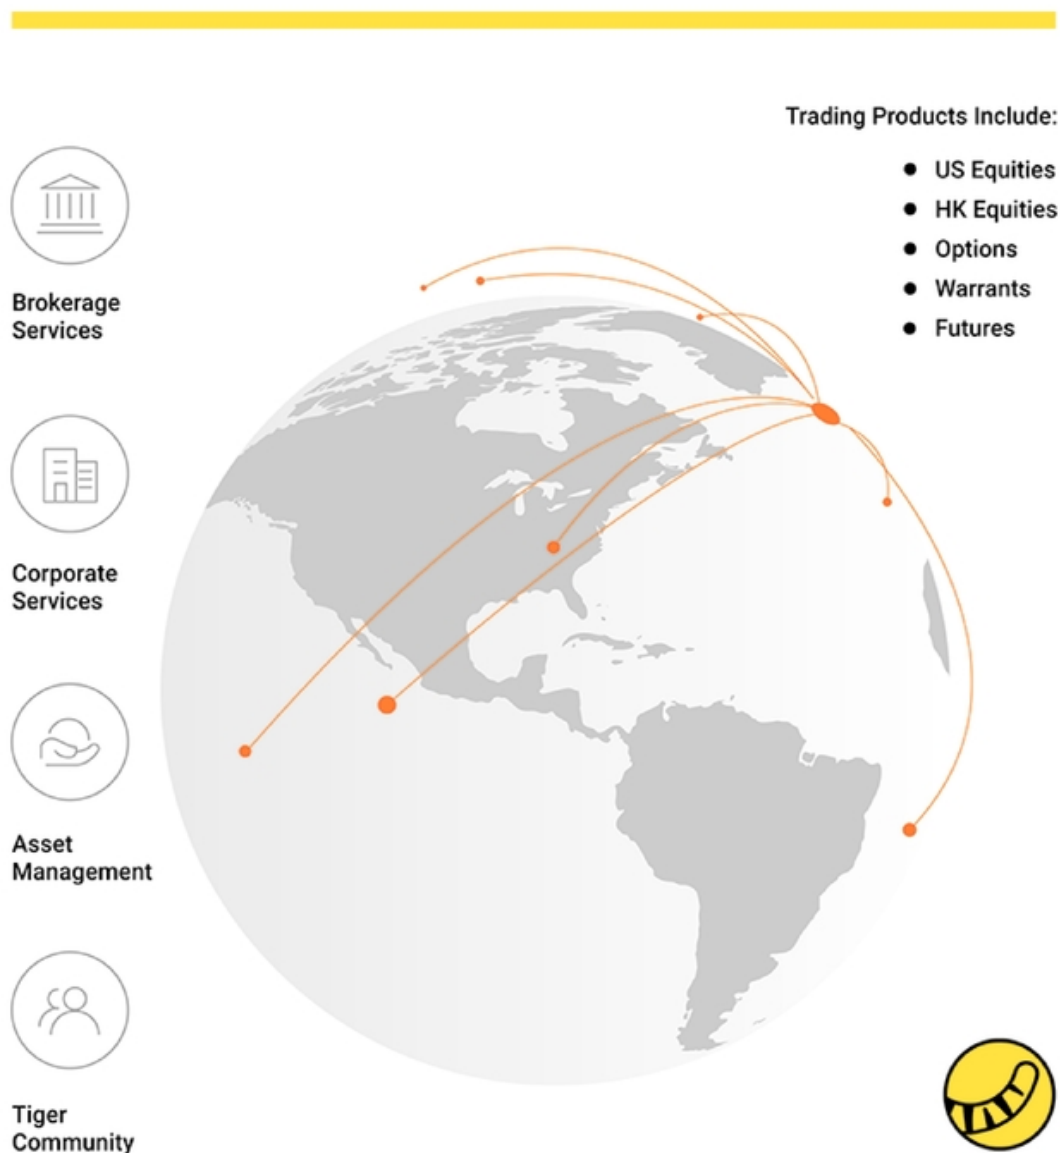 Trading Products Include:
US Equities
HK Equities
Options
Warrants
Futures
Brokerage
Services
Corporate
Services
Asset
Management
Tiger
Community